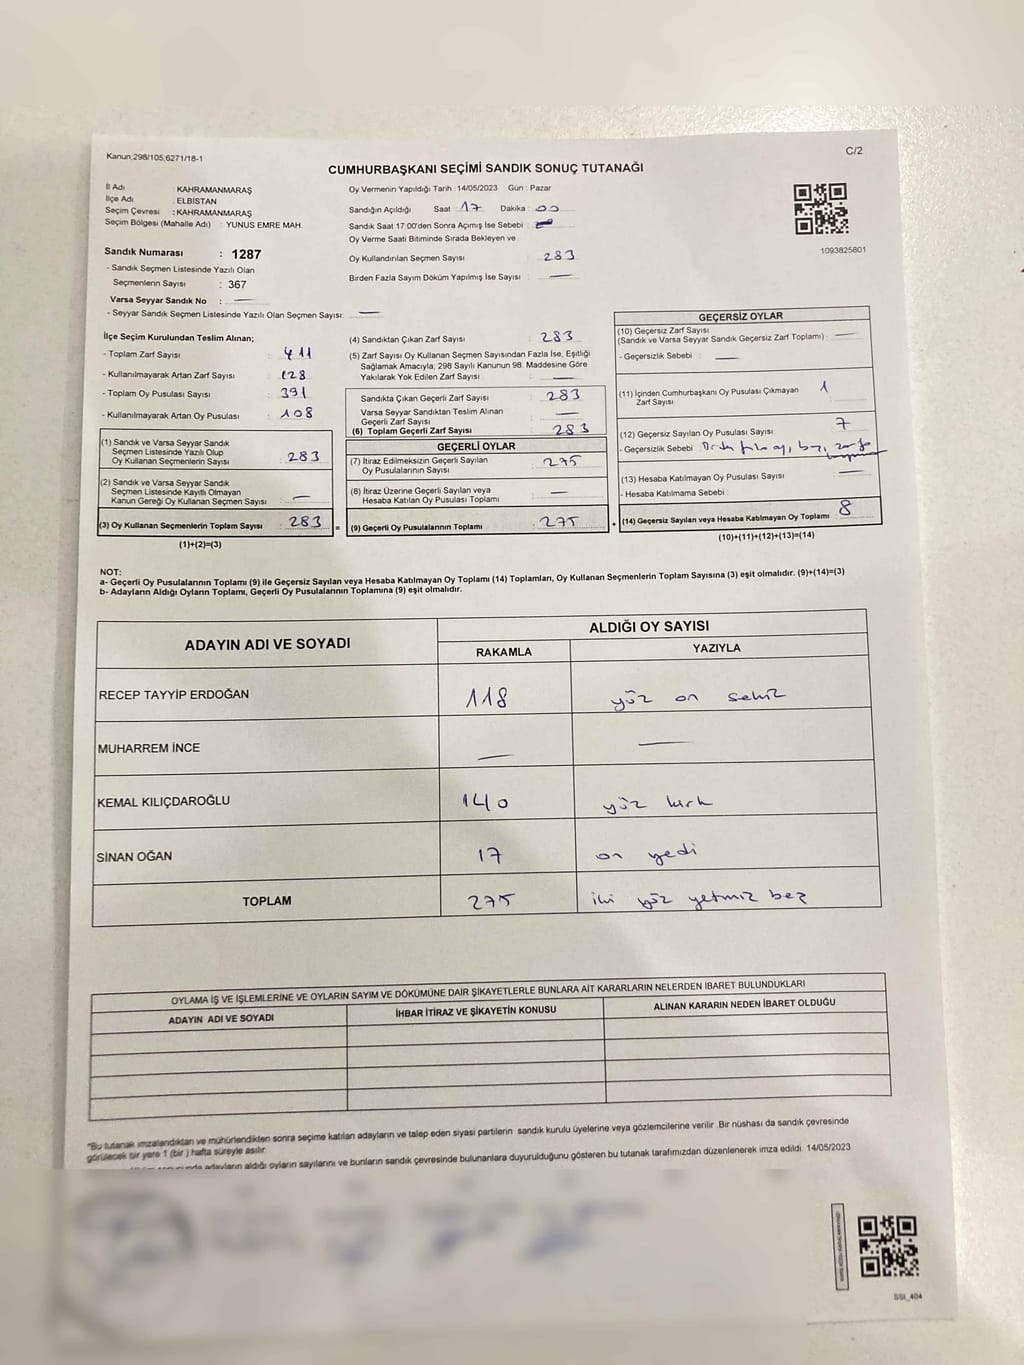 Kanun;298/105;6271/18-1
C/2
CUMHURBAŞKANI SEÇİMİ SANDIK SONUÇ TUTANAĞI
İl Adı : KAHRAMANMARAŞ
İlçe Adı : ELBİSTAN
Seçim Çevresi : KAHRAMANMARAŞ
Seçim Bölgesi (Mahalle Adı) : YUNUS EMRE MAH.
Sandık Numarası : 1287
- Sandık Seçmen Listesinde Yazılı Olan
Seçmenlerin Sayısı : 367
Varsa Seyyar Sandık No : —
- Seyyar Sandık Seçmen Listesinde Yazılı Olan Seçmen Sayısı: —
Oy Vermenin Yapıldığı Tarih : 14/05/2023 Gün : Pazar
Sandığın Açıldığı Saat : 17 Dakika : 00
Sandık Saat 17:00'den Sonra Açımış İse Sebebi :
Oy Verme Saati Bitiminde Sırada Bekleyen ve
Oy Kullandırılan Seçmen Sayısı : 283
Birden Fazla Sayım Döküm Yapılmış İse Sayısı : —
1093825801
İlçe Seçim Kurulundan Teslim Alınan;
- Toplam Zarf Sayısı : 411
- Kullanılmayarak Artan Zarf Sayısı : 128
- Toplam Oy Pusulası Sayısı : 391
- Kullanılmayarak Artan Oy Pusulası : 108
(1) Sandık ve Varsa Seyyar Sandık
Seçmen Listesinde Yazılı Olup
Oy Kullanan Seçmenlerin Sayısı : 283
(2) Sandık ve Varsa Seyyar Sandık
Seçmen Listesinde Kayıtlı Olmayan
Kanun Gereği Oy Kullanan Seçmen Sayısı : —
(3) Oy Kullanan Seçmenlerin Toplam Sayısı : 283 =
(1)+(2)=(3)
(4) Sandıktan Çıkan Zarf Sayısı : 283
(5) Zarf Sayısı Oy Kullanan Seçmen Sayısından Fazla İse, Eşitliği
Sağlamak Amacıyla; 298 Sayılı Kanunun 98. Maddesine Göre
Yakılarak Yok Edilen Zarf Sayısı : —
Sandıkta Çıkan Geçerli Zarf Sayısı : 283
Varsa Seyyar Sandıktan Teslim Alınan
Geçerli Zarf Sayısı : —
(6) Toplam Geçerli Zarf Sayısı : 283
GEÇERLİ OYLAR
(7) İtiraz Edilmeksizin Geçerli Sayılan
Oy Pusulalarının Sayısı : 275
(8) İtiraz Üzerine Geçerli Sayılan veya
Hesaba Katılan Oy Pusulası Toplamı : —
(9) Geçerli Oy Pusulalarının Toplamı : 275 +
GEÇERSİZ OYLAR
(10) Geçersiz Zarf Sayısı
(Sandık ve Varsa Seyyar Sandık Geçersiz Zarf Toplamı) : —
- Geçersizlik Sebebi : —
(11) İçinden Cumhurbaşkanı Oy Pusulası Çıkmayan
Zarf Sayısı 1
(12) Geçersiz Sayılan Oy Pusulası Sayısı : 7
- Geçersizlik Sebebi
(13) Hesaba Katılmayan Oy Pusulası Sayısı : —
- Hesaba Katılmama Sebebi :
(14) Geçersiz Sayılan veya Hesaba Katılmayan Oy Toplamı : 8
(10)+(11)+(12)+(13)=(14)
NOT:
a- Geçerli Oy Pusulalarının Toplamı (9) ile Geçersiz Sayılan veya Hesaba Katılmayan Oy Toplamı (14) Toplamları, Oy Kullanan Seçmenlerin Toplam Sayısına (3) eşit olmalıdır. (9)+(14)=(3)
b- Adayların Aldığı Oyların Toplamı, Geçerli Oy Pusulalarının Toplamına (9) eşit olmalıdır.
ADAYIN ADI VE SOYADI
ALDIĞI OY SAYISI
RAKAMLA YAZIYLA
RECEP TAYYİP ERDOĞAN 118 yüz on sekiz
MUHARREM İNCE — —
KEMAL KILIÇDAROĞLU 140 yüz kırk
SİNAN OĞAN 17 on yedi
TOPLAM 275 iki yüz yetmiş beş
OYLAMA İŞ VE İŞLEMLERİNE VE OYLARIN SAYIM VE DÖKÜMÜNE DAİR ŞİKAYETLERLE BUNLARA AİT KARARLARIN NELERDEN İBARET BULUNDUKLARI
ADAYIN ADI VE SOYADI İHBAR İTİRAZ VE ŞİKAYETİN KONUSU ALINAN KARARIN NEDEN İBARET OLDUĞU
*Bu tutanak imzalandıktan ve mühürlendikten sonra seçime katılan adayların ve talep eden siyasi partilerin sandık kurulu üyelerine veya gözlemcilerine verilir .Bir nüshası da sandık çevresinde
görülecek bir yere 1 (bir ) hafta süreyle asılır.
adayların aldığı oyların sayılarını ve bunların sandık çevresinde bulunanlara duyurulduğunu gösteren bu tutanak tarafımızdan düzenlenerek imza edildi. 14/05/2023
SSI_404